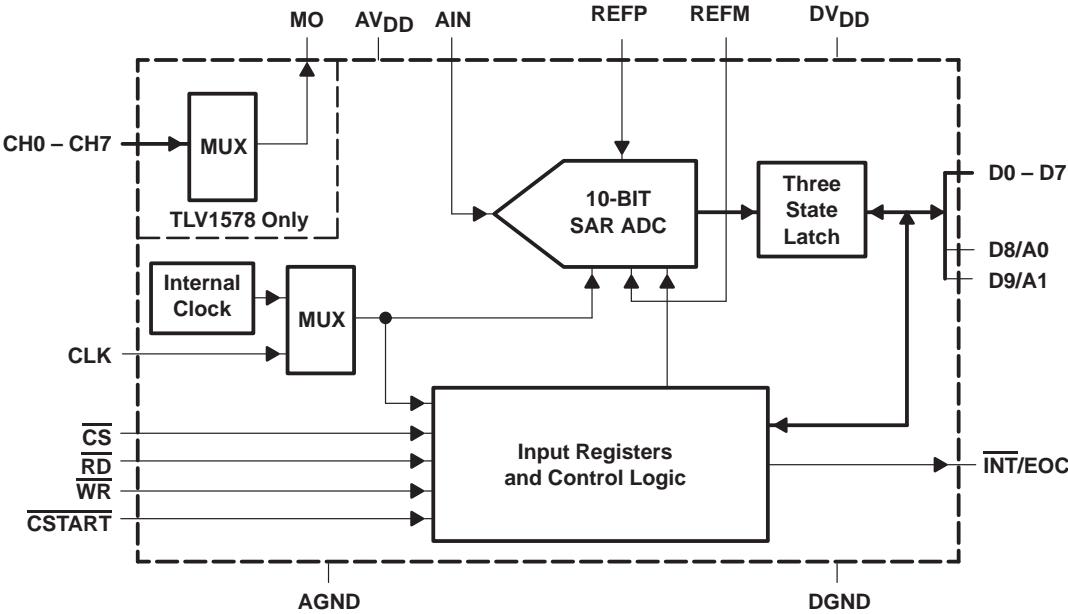 MO
AVDD
AIN
REFP
REFM
DVDD
CH0 – CH7
MUX
TLV1578 Only
10-BIT
SAR ADC
Three
State
Latch
D0 – D7
D8/A0
D9/A1
Internal
Clock
MUX
CLK
CS
RD
WR
CSTART
Input Registers
and Control Logic
INT/EOC
AGND
DGND